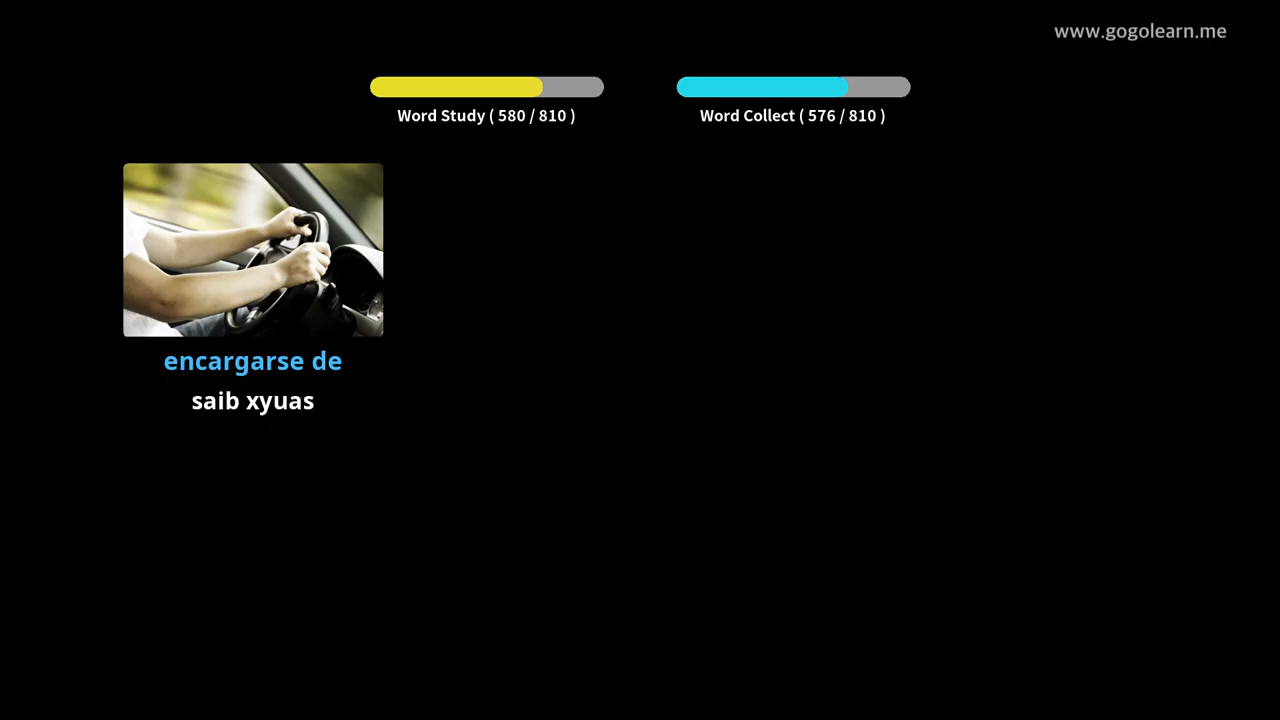 www.gogolearn.me
Word Study ( 580 / 810 )
Word Collect ( 576 / 810 )
encargarse de
saib xyuas